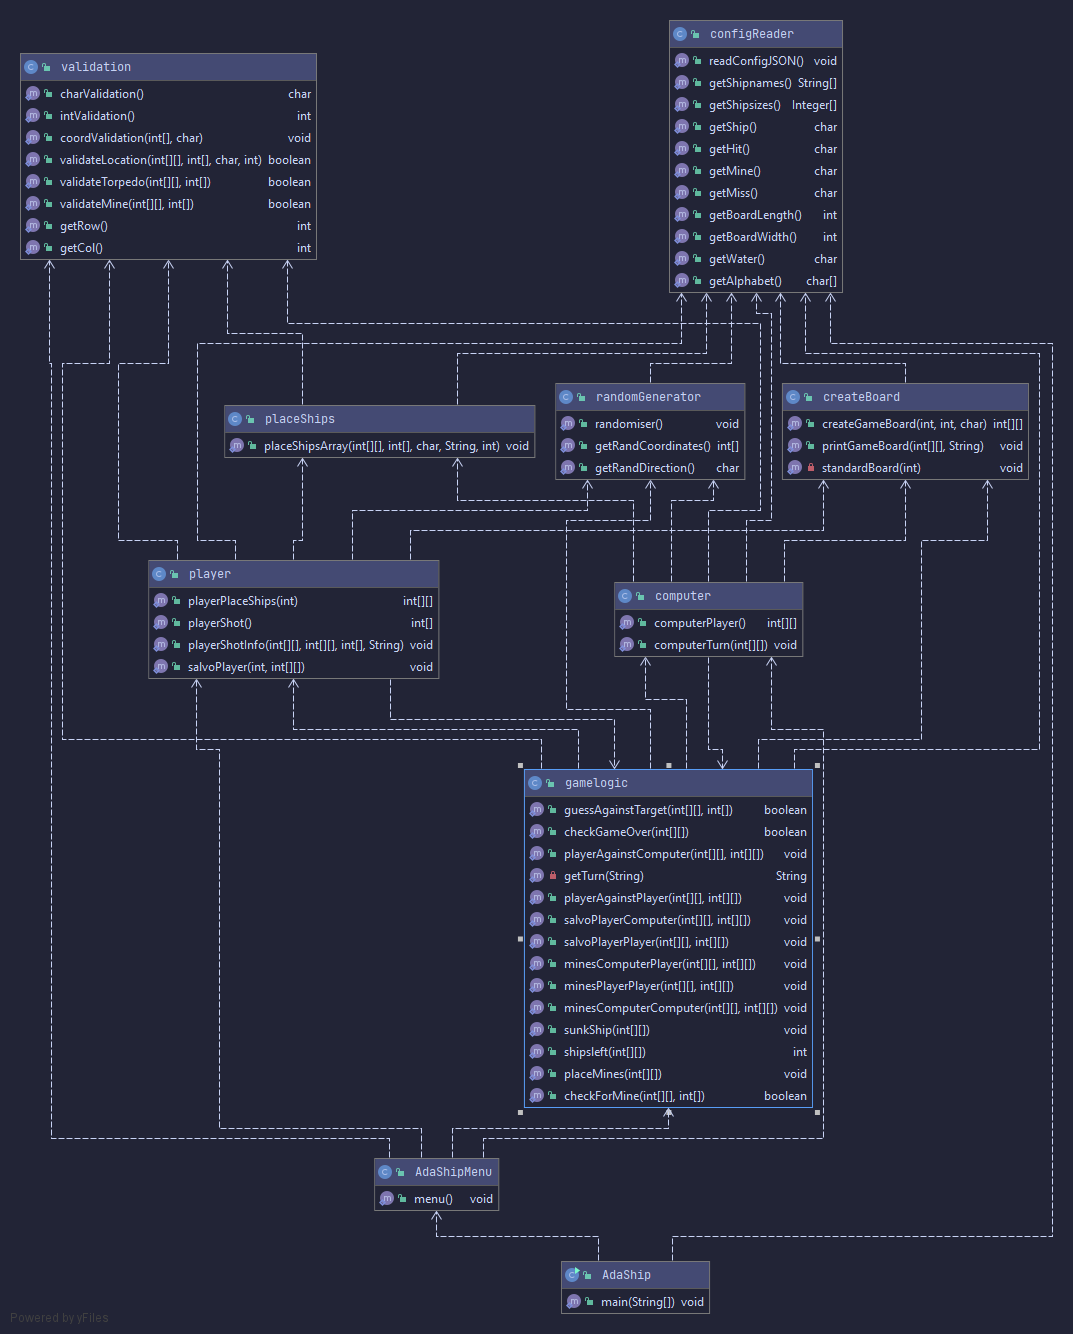 configReader
readConfigJSON() void
getShipnames() String[]
getShipsizes() Integer[]
getShip() char
getHit() char
getMine() char
getMiss() char
getBoardLength() int
getBoardWidth() int
getWater() char
getAlphabet() char[]
validation
charValidation() char
intValidation() int
coordValidation(int[], char) void
validateLocation(int[][], int[], char, int) boolean
validateTorpedo(int[][], int[]) boolean
validateMine(int[][], int[]) boolean
getRow() int
getCol() int
placeShips
placeShipsArray(int[][], int[], char, String, int) void
randomGenerator
randomiser() void
getRandCoordinates() int[]
getRandDirection() char
createBoard
createGameBoard(int, int, char) int[][]
printGameBoard(int[][], String) void
standardBoard(int) void
player
playerPlaceShips(int) int[][]
playerShot() int[]
playerShotInfo(int[][], int[][], int[], String) void
salvoPlayer(int, int[][]) void
computer
computerPlayer() int[][]
computerTurn(int[][]) void
gamelogic
guessAgainstTarget(int[][], int[]) boolean
checkGameOver(int[][]) boolean
playerAgainstComputer(int[][], int[][]) void
getTurn(String) String
playerAgainstPlayer(int[][], int[][]) void
salvoPlayerComputer(int[][], int[][]) void
salvoPlayerPlayer(int[][], int[][]) void
minesComputerPlayer(int[][], int[][]) void
minesPlayerPlayer(int[][], int[][]) void
minesComputerComputer(int[][], int[][]) void
sunkShip(int[][]) void
shipsleft(int[][]) int
placeMines(int[][]) void
checkForMine(int[][], int[]) boolean
AdaShipMenu
menu() void
AdaShip
main(String[]) void
Powered by yFiles